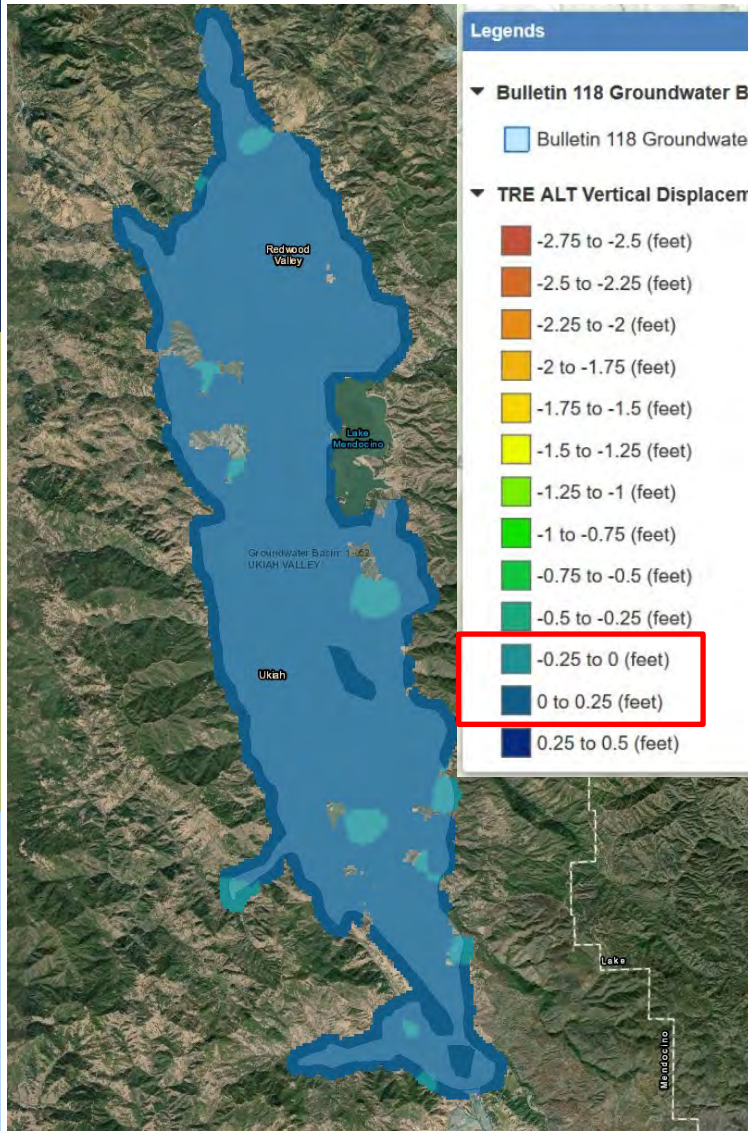 Legends
Bulletin 118 Groundwater B
Bulletin 118 Groundwate
TRE ALT Vertical Displacem
-2.75 to -2.5 (feet)
-2.5 to -2.25 (feet)
-2.25 to -2 (feet)
-2 to -1.75 (feet)
-1.75 to -1.5 (feet)
-1.5 to -1.25 (feet)
-1.25 to -1 (feet)
-1 to -0.75 (feet)
-0.75 to -0.5 (feet)
-0.5 to -0.25 (feet)
-0.25 to 0 (feet)
0 to 0.25 (feet)
0.25 to 0.5 (feet)
Redwood
Valley
Lake
Mendocino
Groundwater Basin:
UKIAH VALLEY
Ukiah
Lake
Mendocino